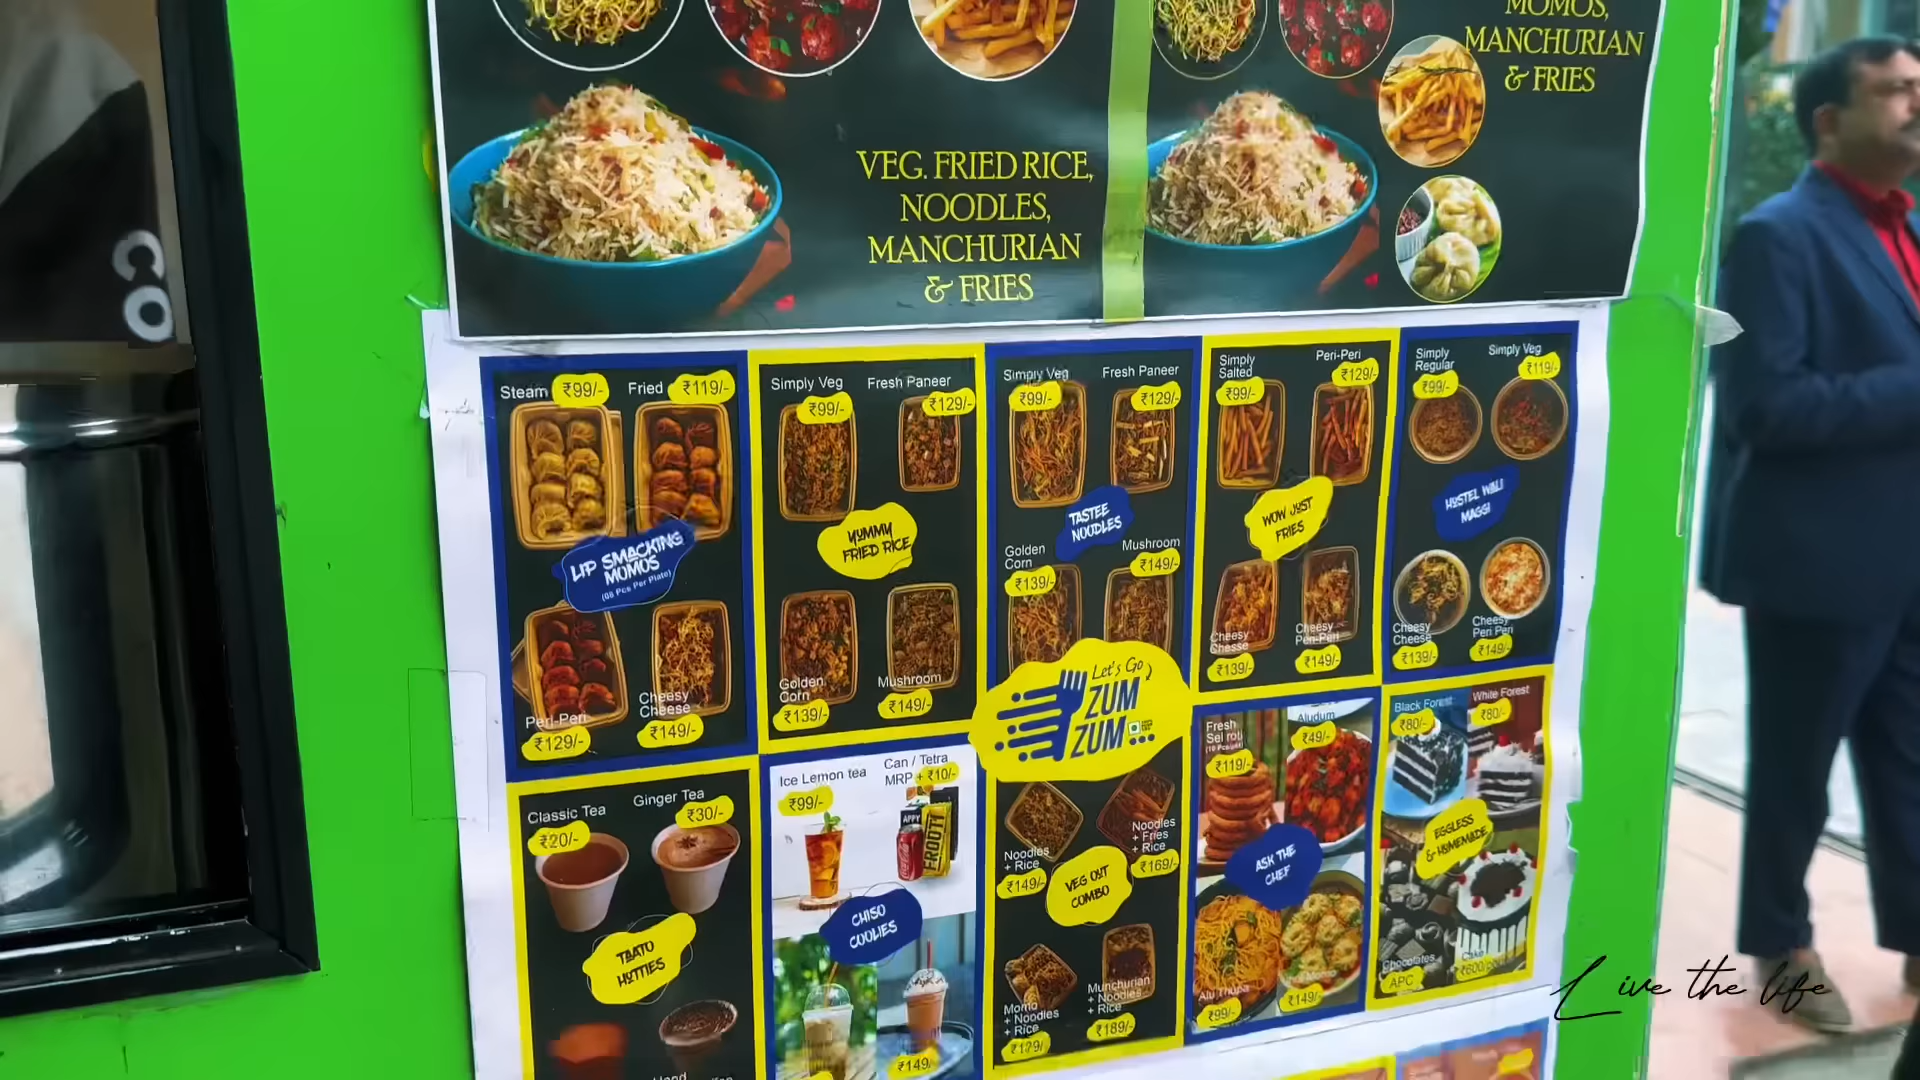 MOMOS,
MANCHURIAN
& FRIES
VEG. FRIED RICE,
NOODLES,
MANCHURIAN
& FRIES
CO
Steam ₹99/-
Fried ₹119/-
LIP SMACKING
MOMOS
(08 Pcs Per Plate)
Peri-Peri
₹129/-
Cheesy
Cheese
₹149/-
Simply Veg
₹99/-
Fresh Paneer
₹129/-
YUMMY
FRIED RICE
Golden
Corn
₹139/-
Mushroom
₹149/-
Simply Veg
₹99/-
Fresh Paneer
₹129/-
TASTEE
NOODLES
Golden
Corn
₹139/-
Mushroom
₹149/-
Simply
Salted
₹99/-
Peri-Peri
₹129/-
WOW JUST
FRIES
Cheesy
Cheese
₹139/-
Cheesy
Peri-Peri
₹149/-
Simply
Regular
₹99/-
Simply Veg
₹119/-
HOSTEL WALI
MAGGI
Cheesy
Cheese
₹139/-
Cheesy
Peri Peri
₹149/-
Let's Go
ZUM
ZUM
Classic Tea
₹20/-
Ginger Tea
₹30/-
TAATO
HOTTIES
Ice Lemon tea
₹99/-
Can / Tetra
MRP + ₹10/-
APPY
FROOTI
CHISO
COOLIES
₹149/-
Noodles
+ Rice
₹149/-
Noodles
+ Fries
+ Rice
₹169/-
VEG OUT
COMBO
Momo
+ Noodles
+ Rice
Munchurian
+ Noodles
+ Rice
₹189/-
Fresh
Sel roti
₹119/-
Aludum
₹49/-
ASK THE
CHEF
Alu Thupa
₹99/-
Momo
₹149/-
Black Forest
₹80/-
White Forest
₹80/-
EGGLESS
& HOMEMADE
Chocolates
APC
Cake
Live the life